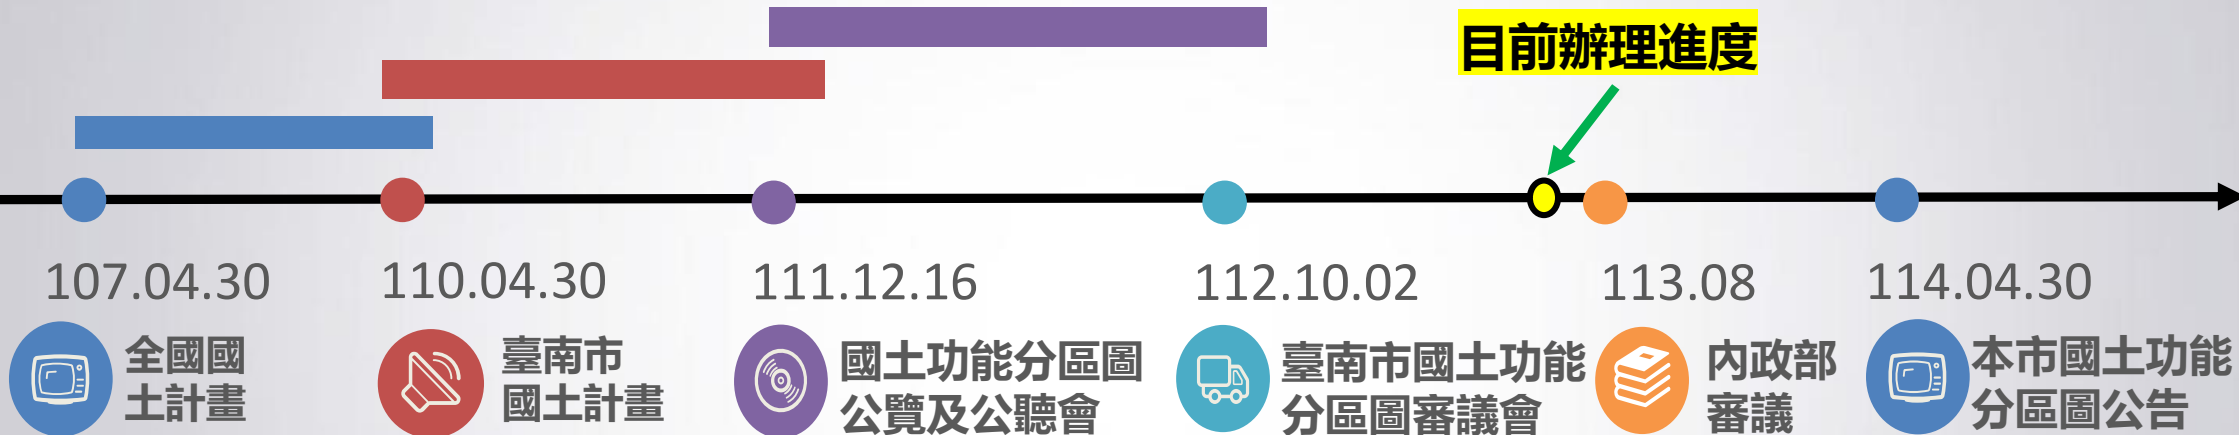 目前辦理進度
107.04.30
全國國
土計畫
110.04.30
臺南市
國土計畫
111.12.16
國土功能分區圖
公覽及公聽會
112.10.02
臺南市國土功能
分區圖審議會
113.08
內政部
審議
114.04.30
本市國土功能
分區圖公告